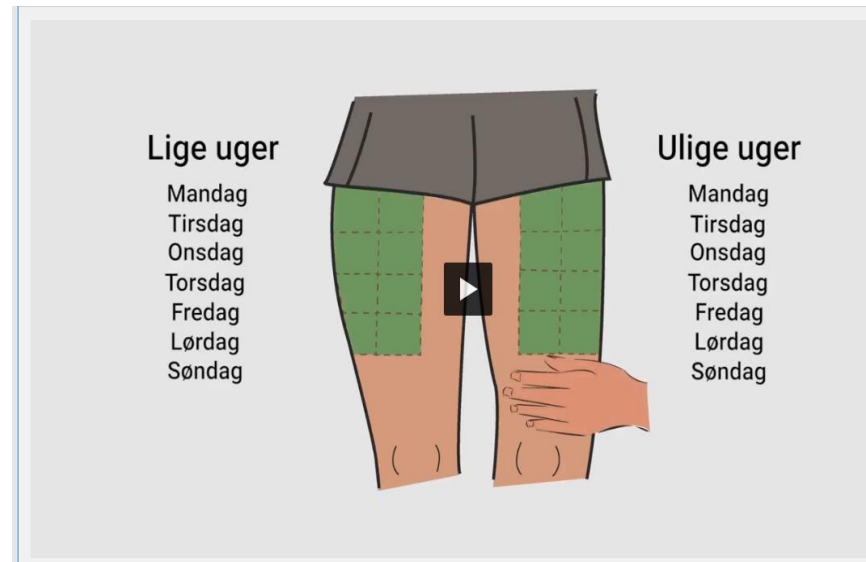 Lige uger
Mandag
Tirsdag
Onsdag
Torsdag
Fredag
Lørdag
Søndag
Ulige uger
Mandag
Tirsdag
Onsdag
Torsdag
Fredag
Lørdag
Søndag